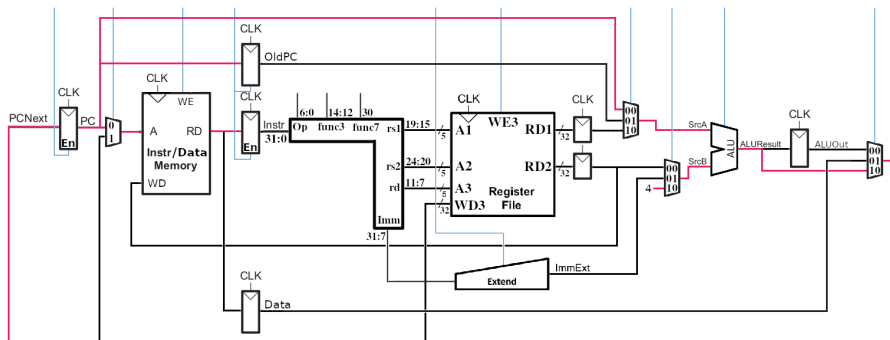 CLK
OldPC
CLK
PCNext
PC
En
0
1
CLK
WE
A
RD
Instr/Data
Memory
WD
CLK
Instr
31:0
En
6:0
14:12
30
Op
func3
func7
rs1
19:15
rs2
24:20
rd
11:7
Imm
31:7
CLK
WE3
A1
RD1
A2
RD2
A3
WD3
Register
File
5
5
5
32
32
32
CLK
00
01
10
SrcA
00
01
10
4
SrcB
ALU
ALUResult
CLK
ALUOut
00
01
10
Extend
ImmExt
CLK
Data